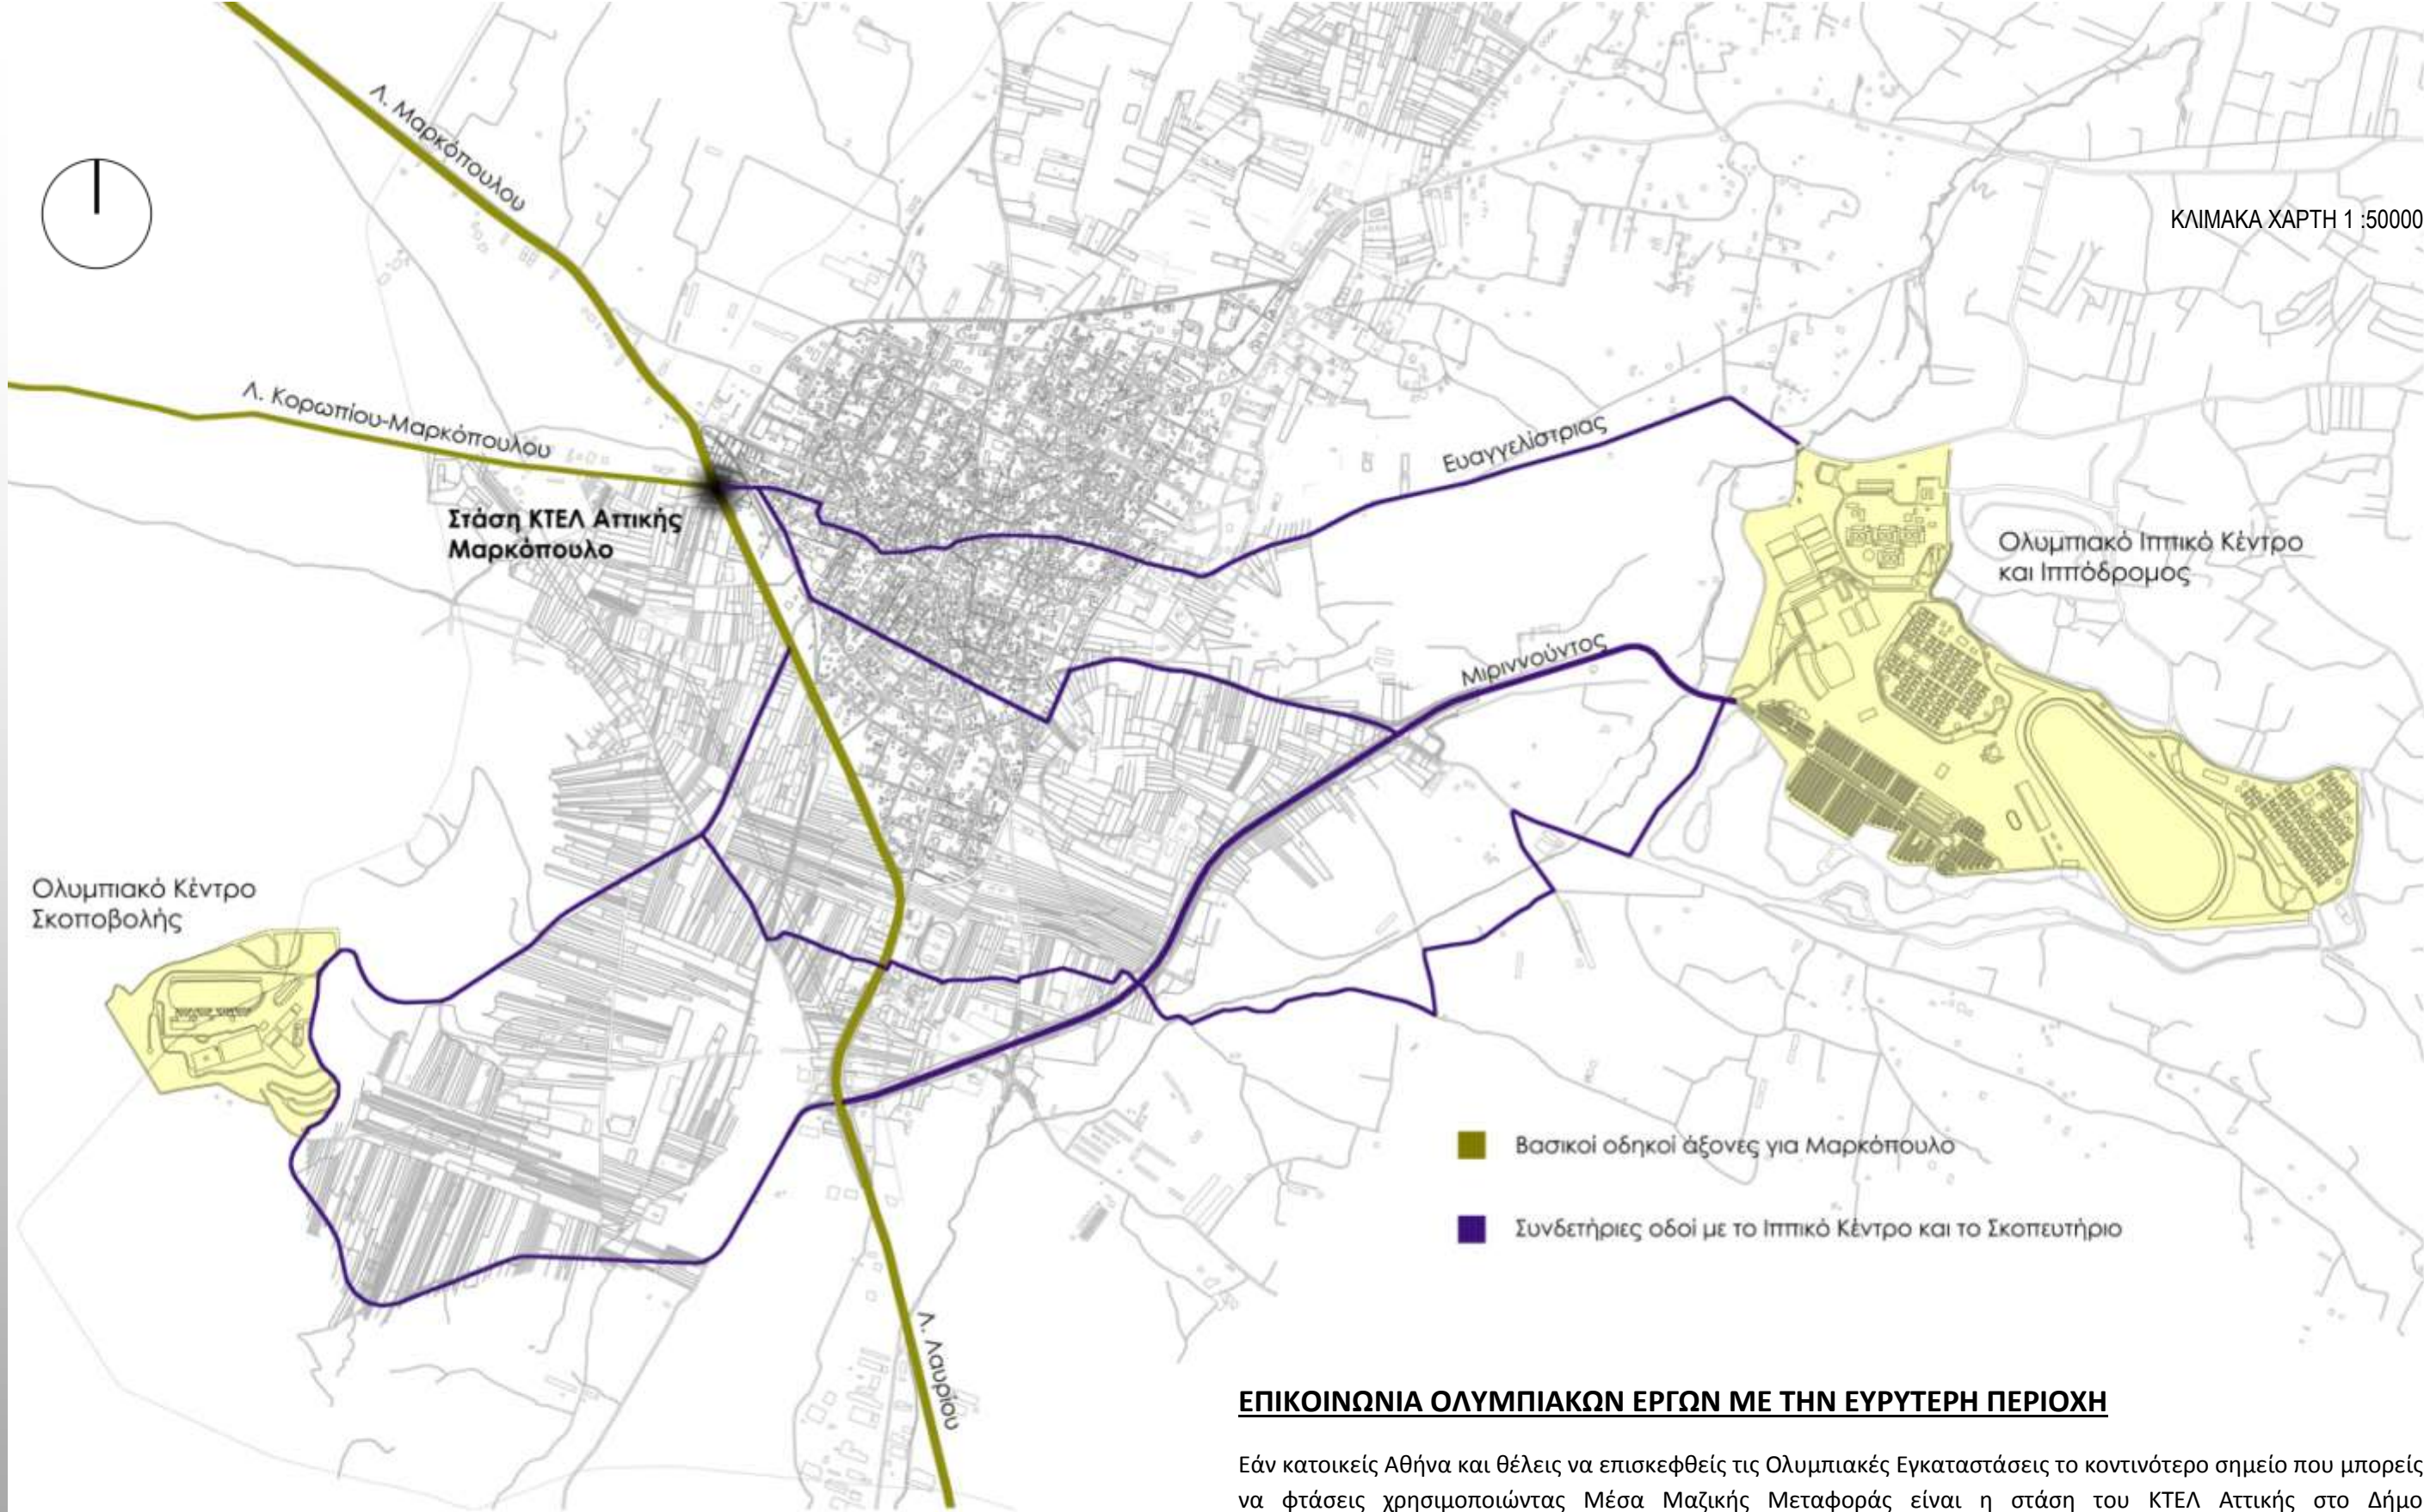 Λ. Μαρκόπουλου
ΚΛΙΜΑΚΑ ΧΑΡΤΗ 1 :50000
Λ. Κορωπίου-Μαρκόπουλου
Ευαγγελίστριας
Στάση ΚΤΕΛ Αττικής
Μαρκόπουλο
Ολυμπιακό Ιππικό Κέντρο
και Ιππόδρομος
Μιριννούντος
Ολυμπιακό Κέντρο
Σκοποβολής
Βασικοί οδηκοί άξονες για Μαρκόπουλο
Συνδετήριες οδοί με το Ιππικό Κέντρο και το Σκοπευτήριο
Λ. Λαυρίου
ΕΠΙΚΟΙΝΩΝΙΑ ΟΛΥΜΠΙΑΚΩΝ ΕΡΓΩΝ ΜΕ ΤΗΝ ΕΥΡΥΤΕΡΗ ΠΕΡΙΟΧΗ
Εάν κατοικείς Αθήνα και θέλεις να επισκεφθείς τις Ολυμπιακές Εγκαταστάσεις το κοντινότερο σημείο που μπορείς
να φτάσεις χρησιμοποιώντας Μέσα Μαζικής Μεταφοράς είναι η στάση του ΚΤΕΛ Αττικής στο Δήμο